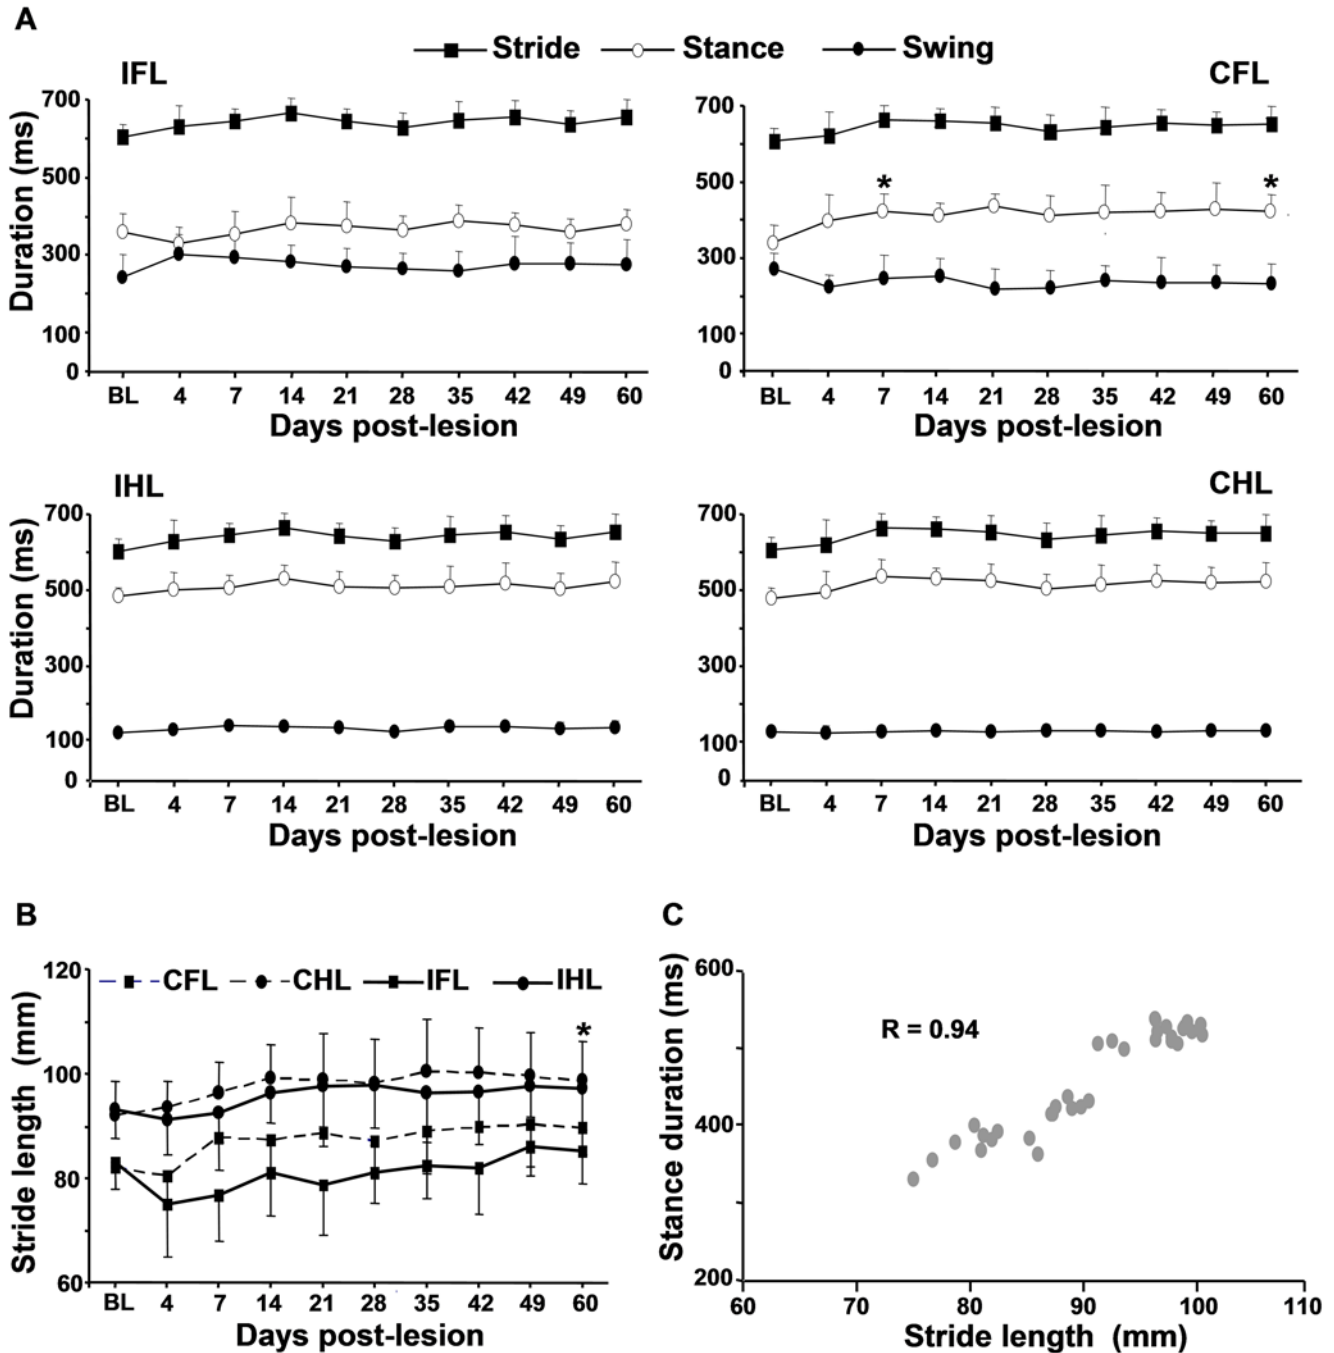 A
Stride Stance Swing
IFL
Duration (ms)
700
500
300
100
0
BL 4 7 14 21 28 35 42 49 60
Days post-lesion
CFL
700
500
300
100
0
* *
BL 4 7 14 21 28 35 42 49 60
Days post-lesion
IHL
Duration (ms)
700
500
300
100
0
BL 4 7 14 21 28 35 42 49 60
Days post-lesion
CHL
700
500
300
100
0
BL 4 7 14 21 28 35 42 49 60
Days post-lesion
B
CFL CHL IFL IHL
Stride length (mm)
120
100
80
60
*
BL 4 7 14 21 28 35 42 49 60
Days post-lesion
C
Stance duration (ms)
600
400
200
R = 0.94
60 70 80 90 100 110
Stride length (mm)